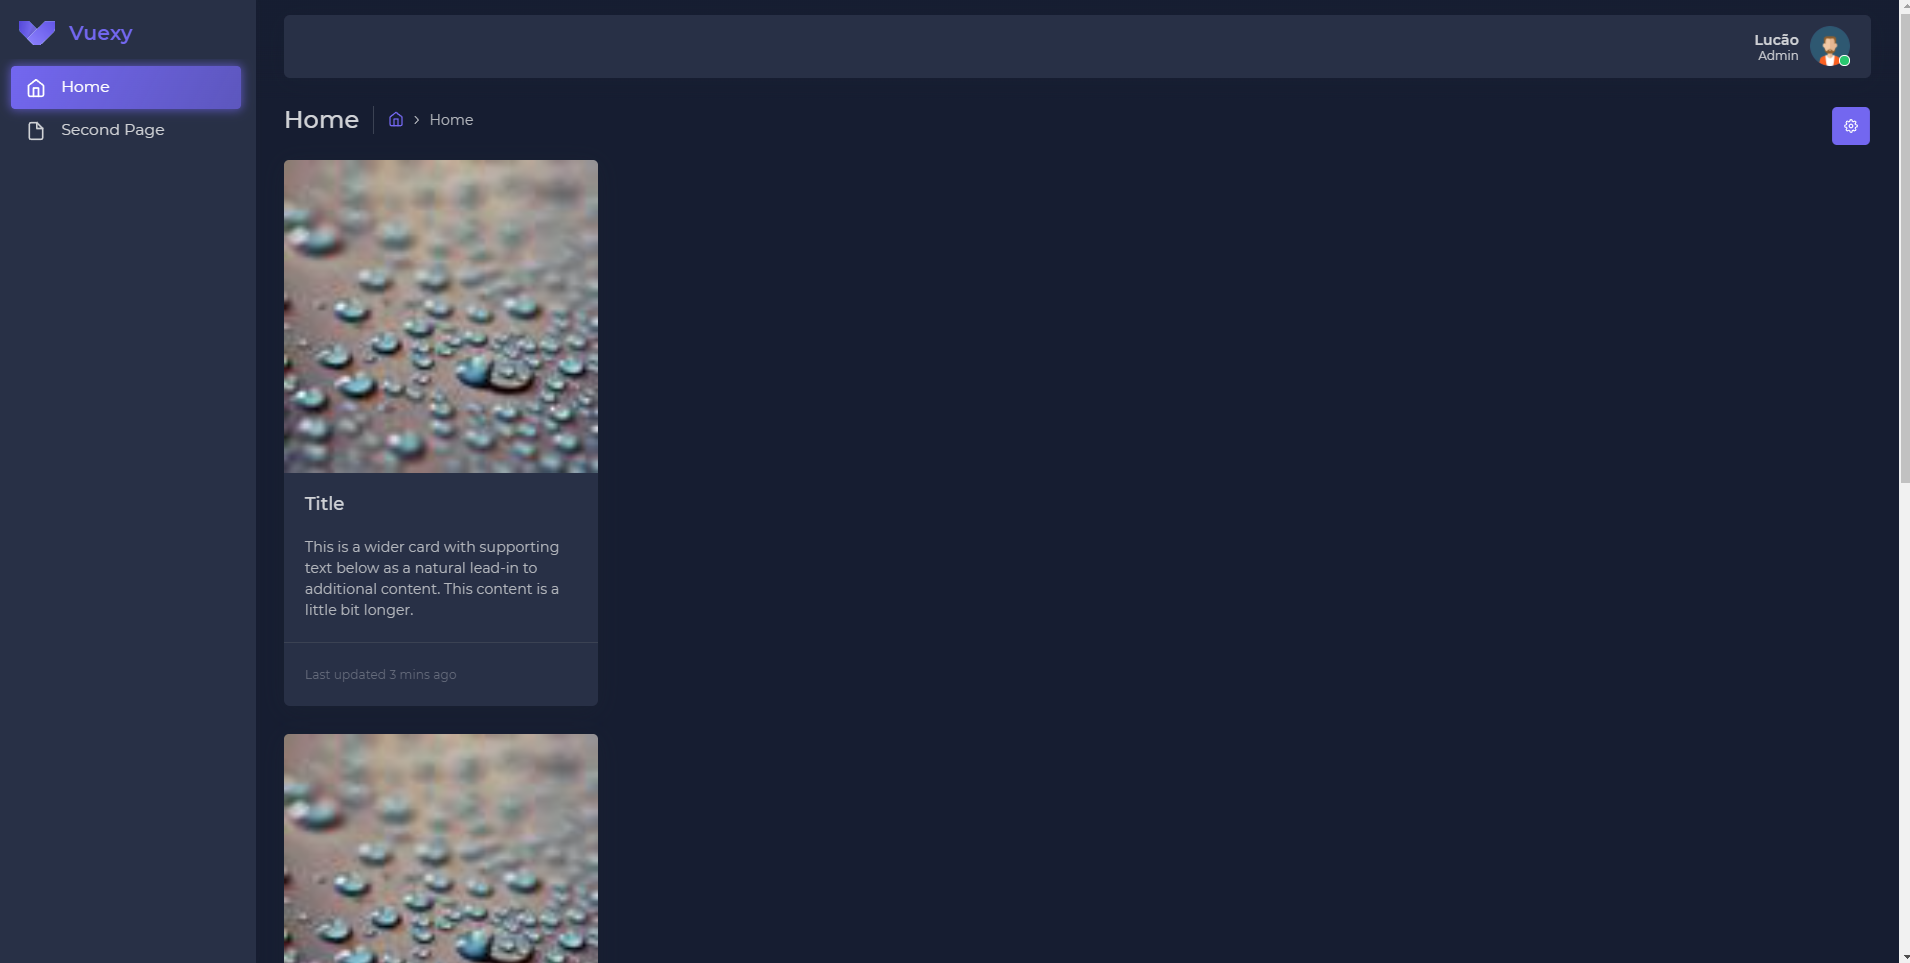 Vuexy
Home
Second Page
Lucão
Admin
Home
Home
Title
This is a wider card with supporting
text below as a natural lead-in to
additional content. This content is a
little bit longer.
Last updated 3 mins ago